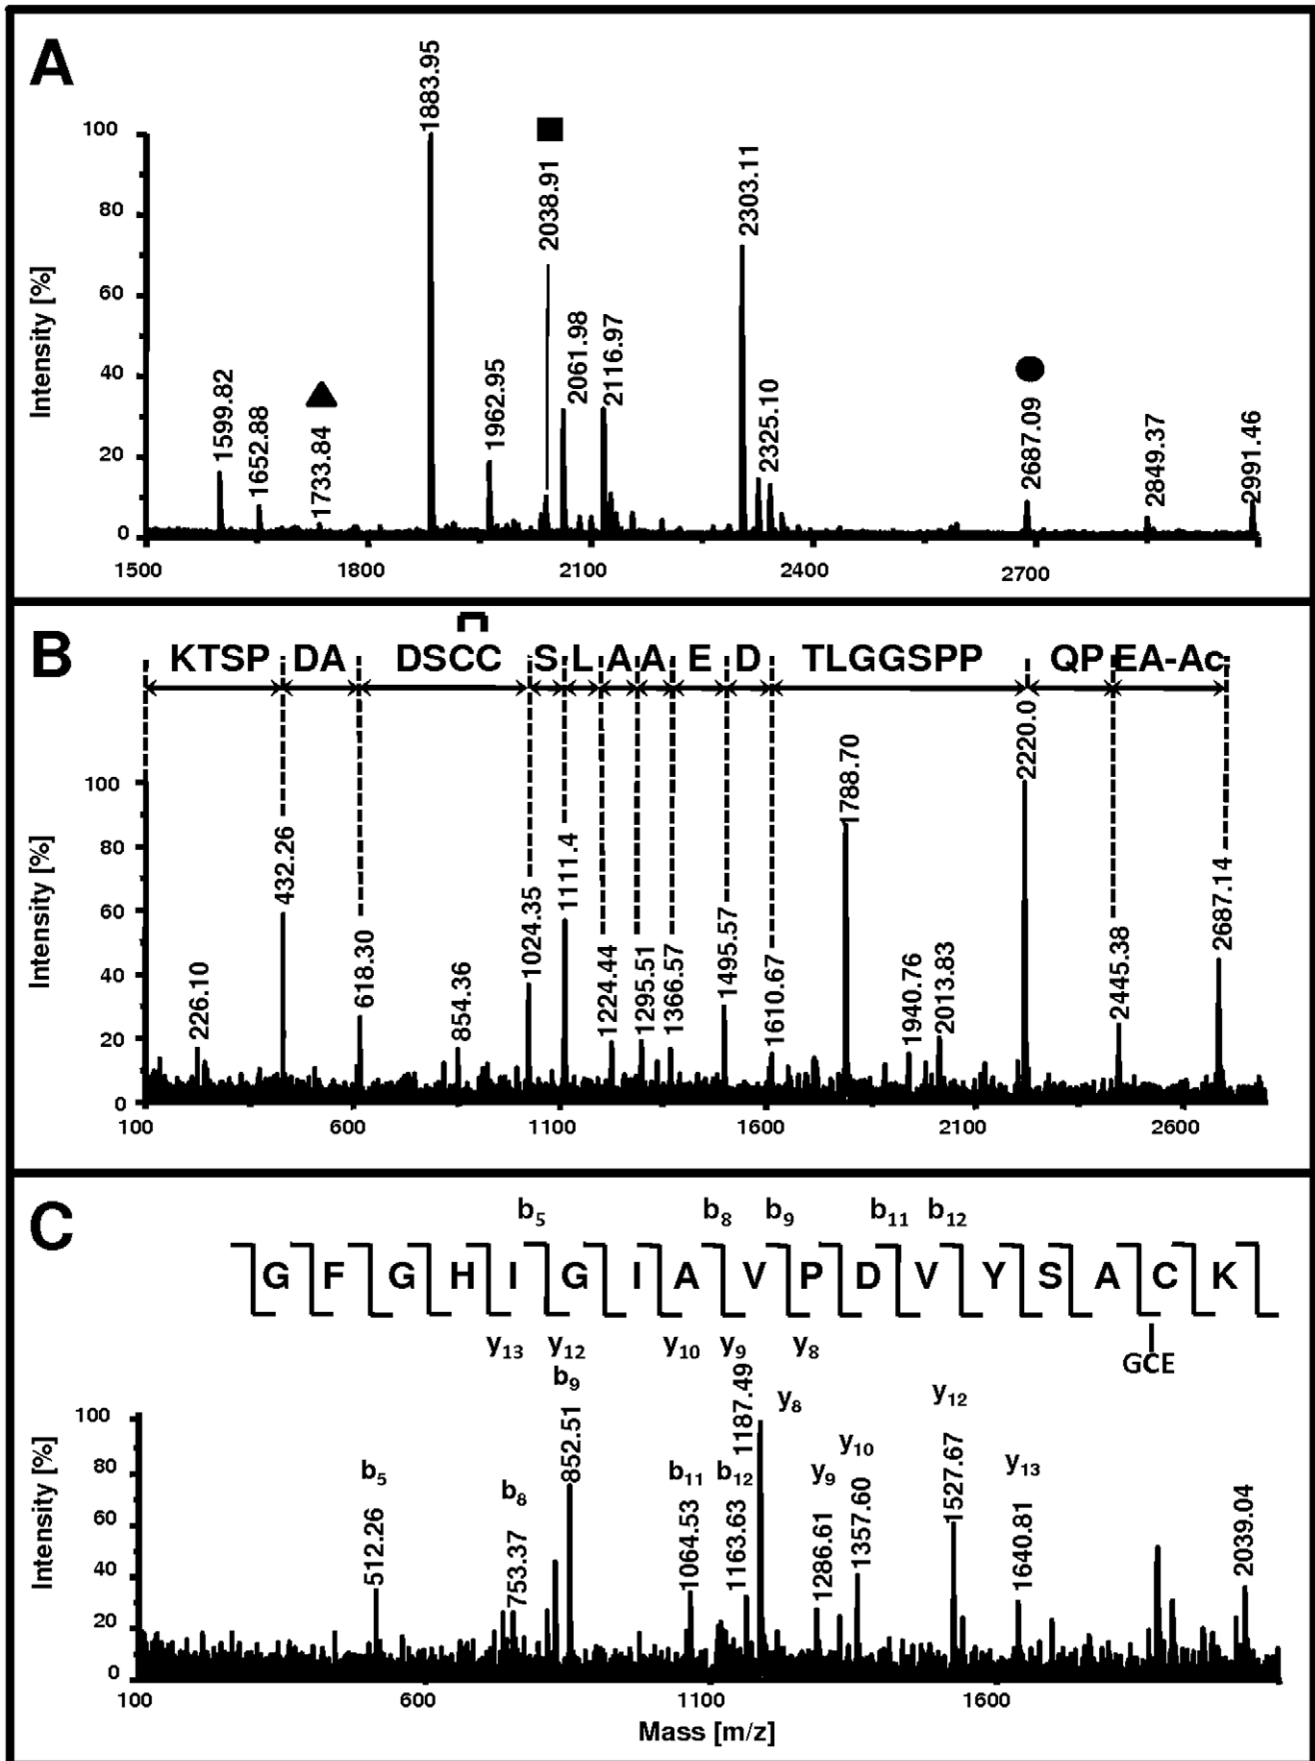 A
1883.95
2038.91
2303.11
2061.98
2116.97
1962.95
1599.82
1652.88
1733.84
2325.10
2687.09
2849.37
2991.46
Intensity [%]
100
80
60
40
20
0
1500 1800 2100 2400 2700
B
KTSP DA DSCC S L A A E D TLGGSPP QP EA-Ac
226.10
432.26
618.30
854.36
1024.35
1111.4
1224.44
1295.51
1366.57
1495.57
1610.67
1788.70
1940.76
2013.83
2220.0
2445.38
2687.14
Intensity [%]
100
80
60
40
20
0
100 600 1100 1600 2100 2600
C
b5 b8 b9 b11 b12
G F G H I G I A V P D V Y S A C K
y13 y12 y10 y9 y8
GCE
b5
512.26
b8
753.37
b9
852.51
b11
1064.53
b12
1163.63
1187.49
y8
y9
1286.61
y10
1357.60
y12
1527.67
y13
1640.81
2039.04
Intensity [%]
100
80
60
40
20
0
100 600 1100 1600
Mass [m/z]